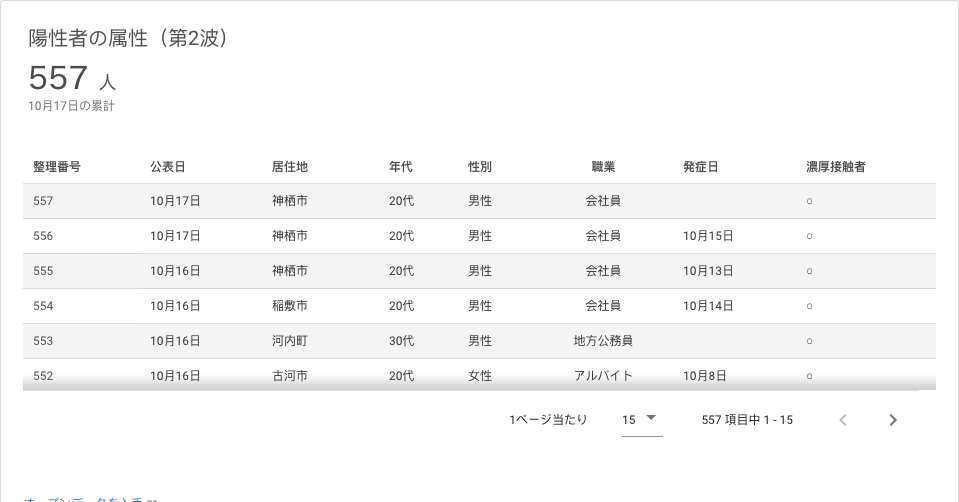 陽性者の属性（第2波）
557 人
10月17日の累計
整理番号 公表日 居住地 年代 性別 職業 発症日 濃厚接触者
557 10月17日 神栖市 20代 男性 会社員 ○
556 10月17日 神栖市 20代 男性 会社員 10月15日 ○
555 10月16日 神栖市 20代 男性 会社員 10月13日 ○
554 10月16日 稲敷市 20代 男性 会社員 10月14日 ○
553 10月16日 河内町 30代 男性 地方公務員 ○
552 10月16日 古河市 20代 女性 アルバイト 10月8日 ○
1ページ当たり 15 557 項目中 1 - 15
オープンデータを入手